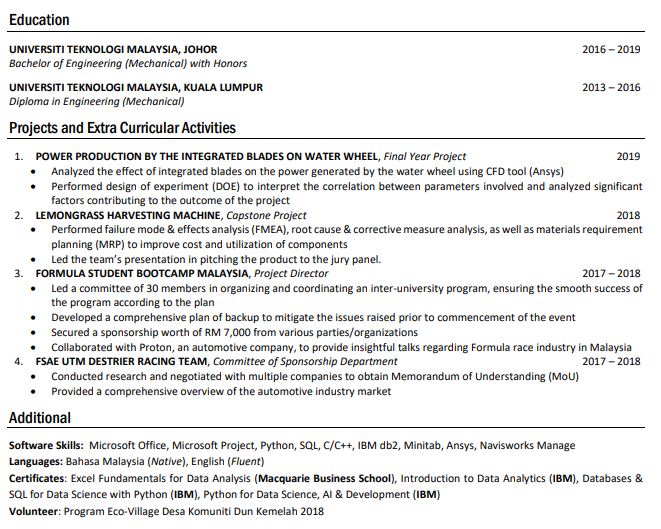 Education
UNIVERSITI TEKNOLOGI MALAYSIA, JOHOR 2016 – 2019
Bachelor of Engineering (Mechanical) with Honors
UNIVERSITI TEKNOLOGI MALAYSIA, KUALA LUMPUR 2013 – 2016
Diploma in Engineering (Mechanical)
Projects and Extra Curricular Activities
1. POWER PRODUCTION BY THE INTEGRATED BLADES ON WATER WHEEL, Final Year Project 2019
• Analyzed the effect of integrated blades on the power generated by the water wheel using CFD tool (Ansys)
• Performed design of experiment (DOE) to interpret the correlation between parameters involved and analyzed significant
factors contributing to the outcome of the project
2. LEMONGRASS HARVESTING MACHINE, Capstone Project 2018
• Performed failure mode & effects analysis (FMEA), root cause & corrective measure analysis, as well as materials requirement
planning (MRP) to improve cost and utilization of components
• Led the team's presentation in pitching the product to the jury panel.
3. FORMULA STUDENT BOOTCAMP MALAYSIA, Project Director 2017 – 2018
• Led a committee of 30 members in organizing and coordinating an inter-university program, ensuring the smooth success of
the program according to the plan
• Developed a comprehensive plan of backup to mitigate the issues raised prior to commencement of the event
• Secured a sponsorship worth of RM 7,000 from various parties/organizations
• Collaborated with Proton, an automotive company, to provide insightful talks regarding Formula race industry in Malaysia
4. FSAE UTM DESTRIER RACING TEAM, Committee of Sponsorship Department 2017 – 2018
• Conducted research and negotiated with multiple companies to obtain Memorandum of Understanding (MoU)
• Provided a comprehensive overview of the automotive industry market
Additional
Software Skills: Microsoft Office, Microsoft Project, Python, SQL, C/C++, IBM db2, Minitab, Ansys, Navisworks Manage
Languages: Bahasa Malaysia (Native), English (Fluent)
Certificates: Excel Fundamentals for Data Analysis (Macquarie Business School), Introduction to Data Analytics (IBM), Databases &
SQL for Data Science with Python (IBM), Python for Data Science, AI & Development (IBM)
Volunteer: Program Eco-Village Desa Komuniti Dun Kemelah 2018